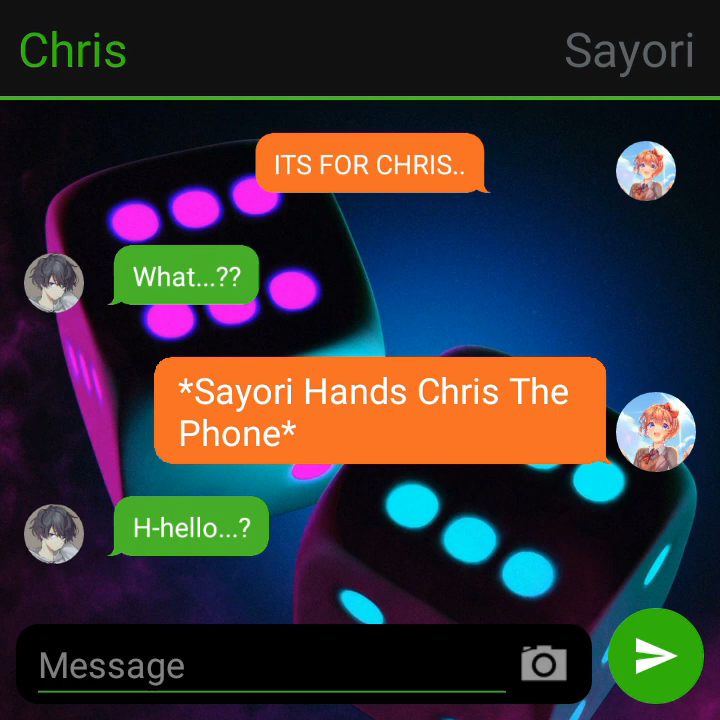 Chris
Sayori
ITS FOR CHRIS..
What...??
*Sayori Hands Chris The
Phone*
H-hello...?
Message